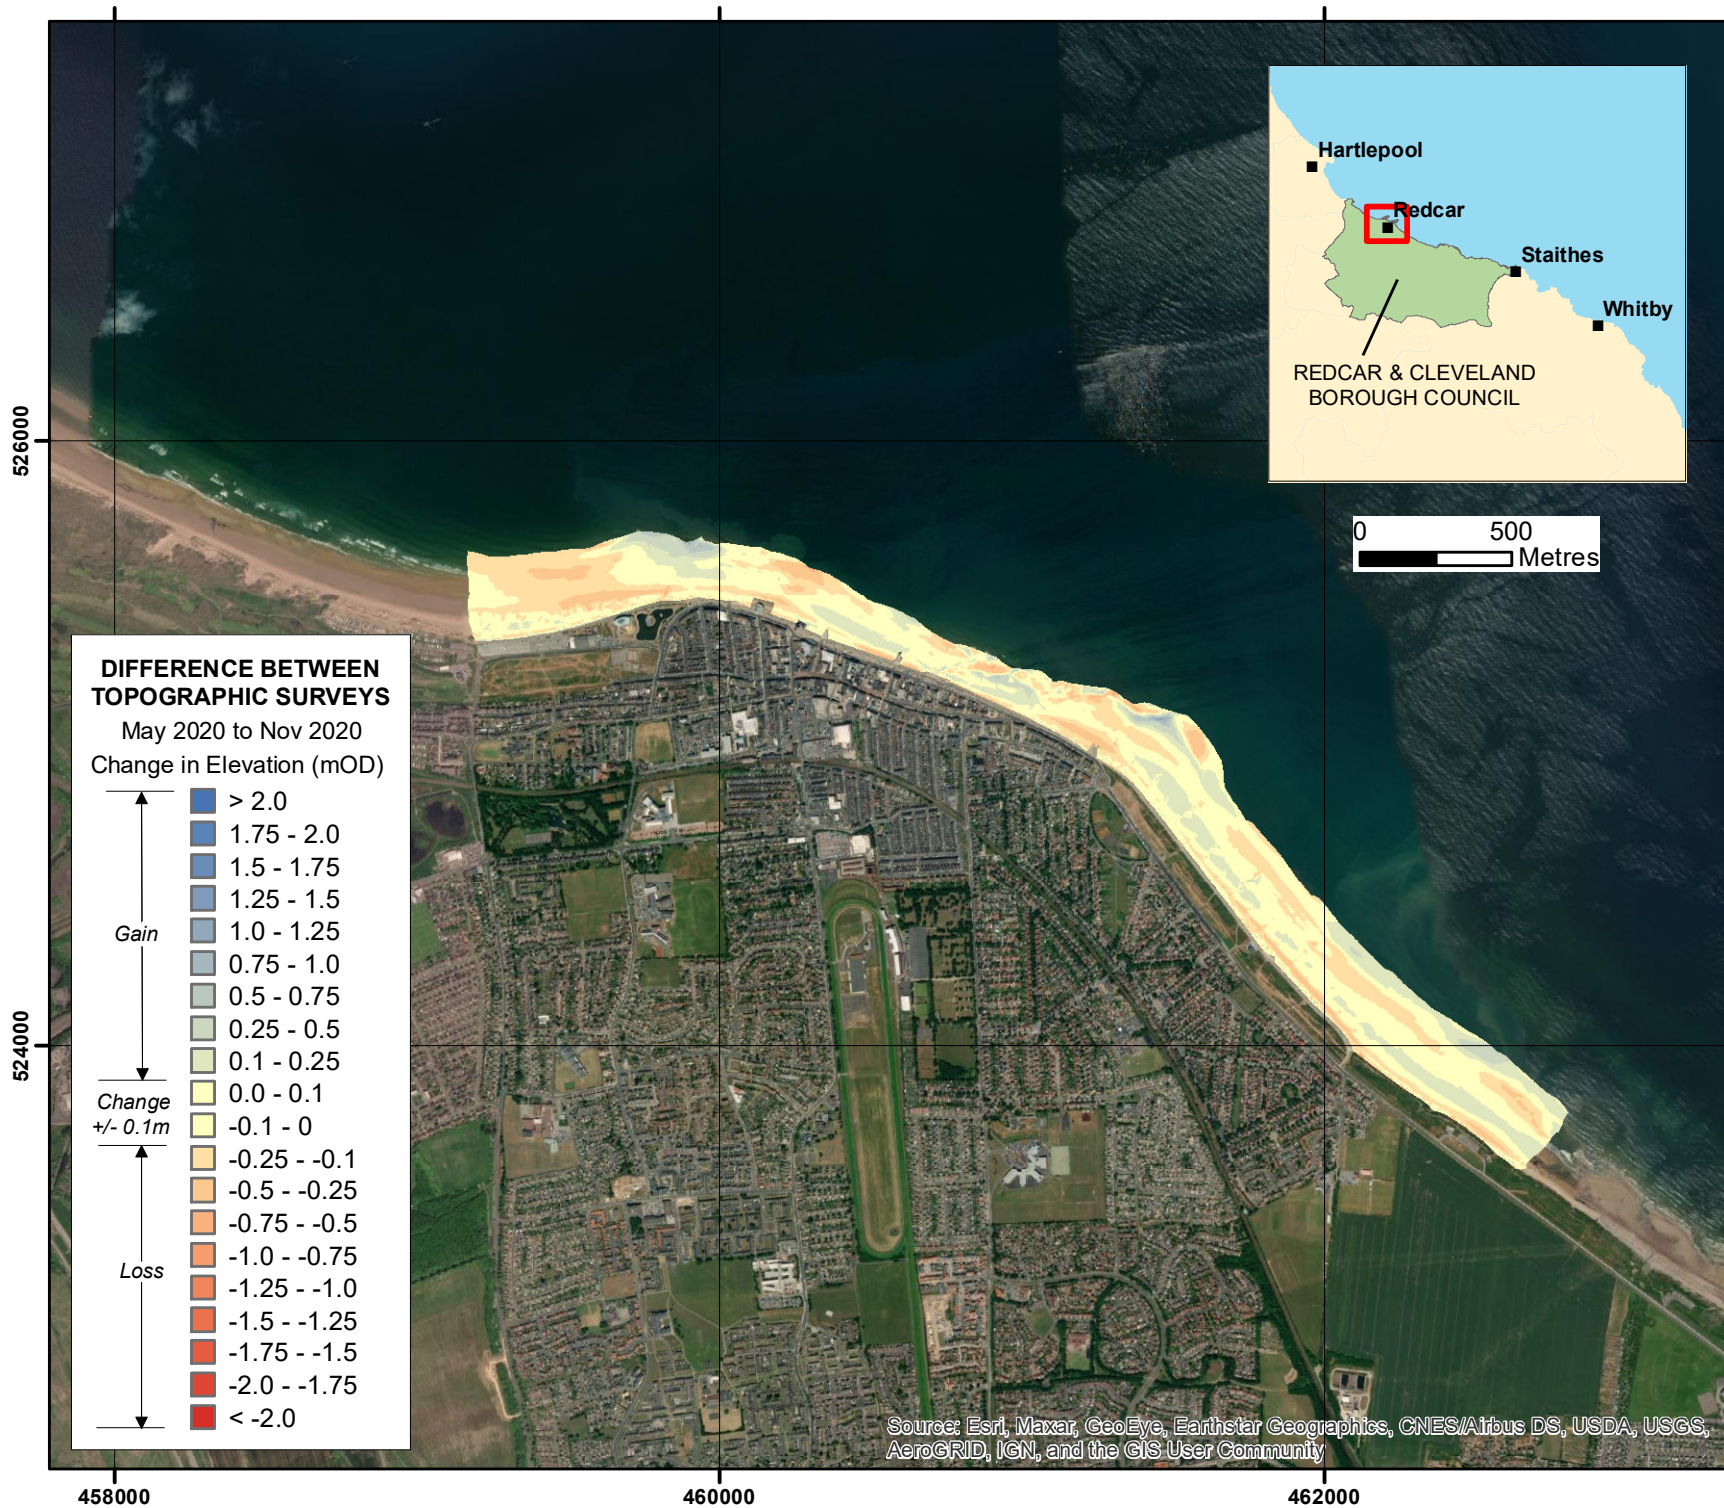 Hartlepool
Redcar
Staithes
Whitby
REDCAR & CLEVELAND
BOROUGH COUNCIL
0 500
Metres
526000
524000
DIFFERENCE BETWEEN
TOPOGRAPHIC SURVEYS
May 2020 to Nov 2020
Change in Elevation (mOD)
> 2.0
1.75 - 2.0
1.5 - 1.75
1.25 - 1.5
Gain
1.0 - 1.25
0.75 - 1.0
0.5 - 0.75
0.25 - 0.5
0.1 - 0.25
Change
+/- 0.1m
0.0 - 0.1
-0.1 - 0
-0.25 - -0.1
-0.5 - -0.25
-0.75 - -0.5
-1.0 - -0.75
Loss
-1.25 - -1.0
-1.5 - -1.25
-1.75 - -1.5
-2.0 - -1.75
< -2.0
Source: Esri, Maxar, GeoEye, Earthstar Geographics, CNES/Airbus DS, USDA, USGS,
AeroGRID, IGN, and the GIS User Community
458000 460000 462000